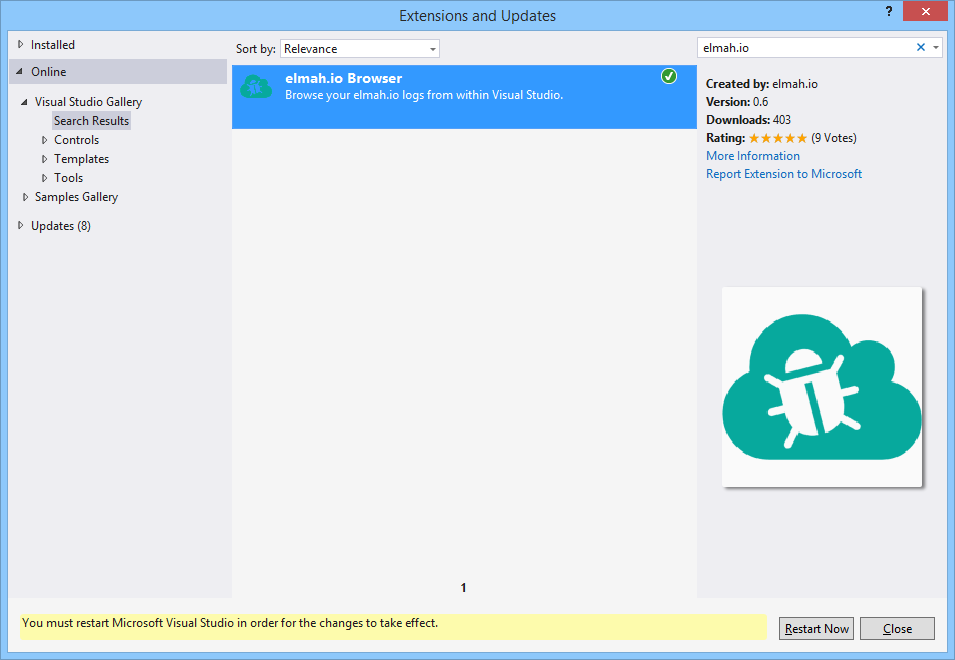 Extensions and Updates
?
Installed
Online
Visual Studio Gallery
Search Results
Controls
Templates
Tools
Samples Gallery
Updates (8)
Sort by: Relevance
elmah.io Browser
Browse your elmah.io logs from within Visual Studio.
1
elmah.io
Created by: elmah.io
Version: 0.6
Downloads: 403
Rating: ★★★★★ (9 Votes)
More Information
Report Extension to Microsoft
You must restart Microsoft Visual Studio in order for the changes to take effect.
Restart Now
Close